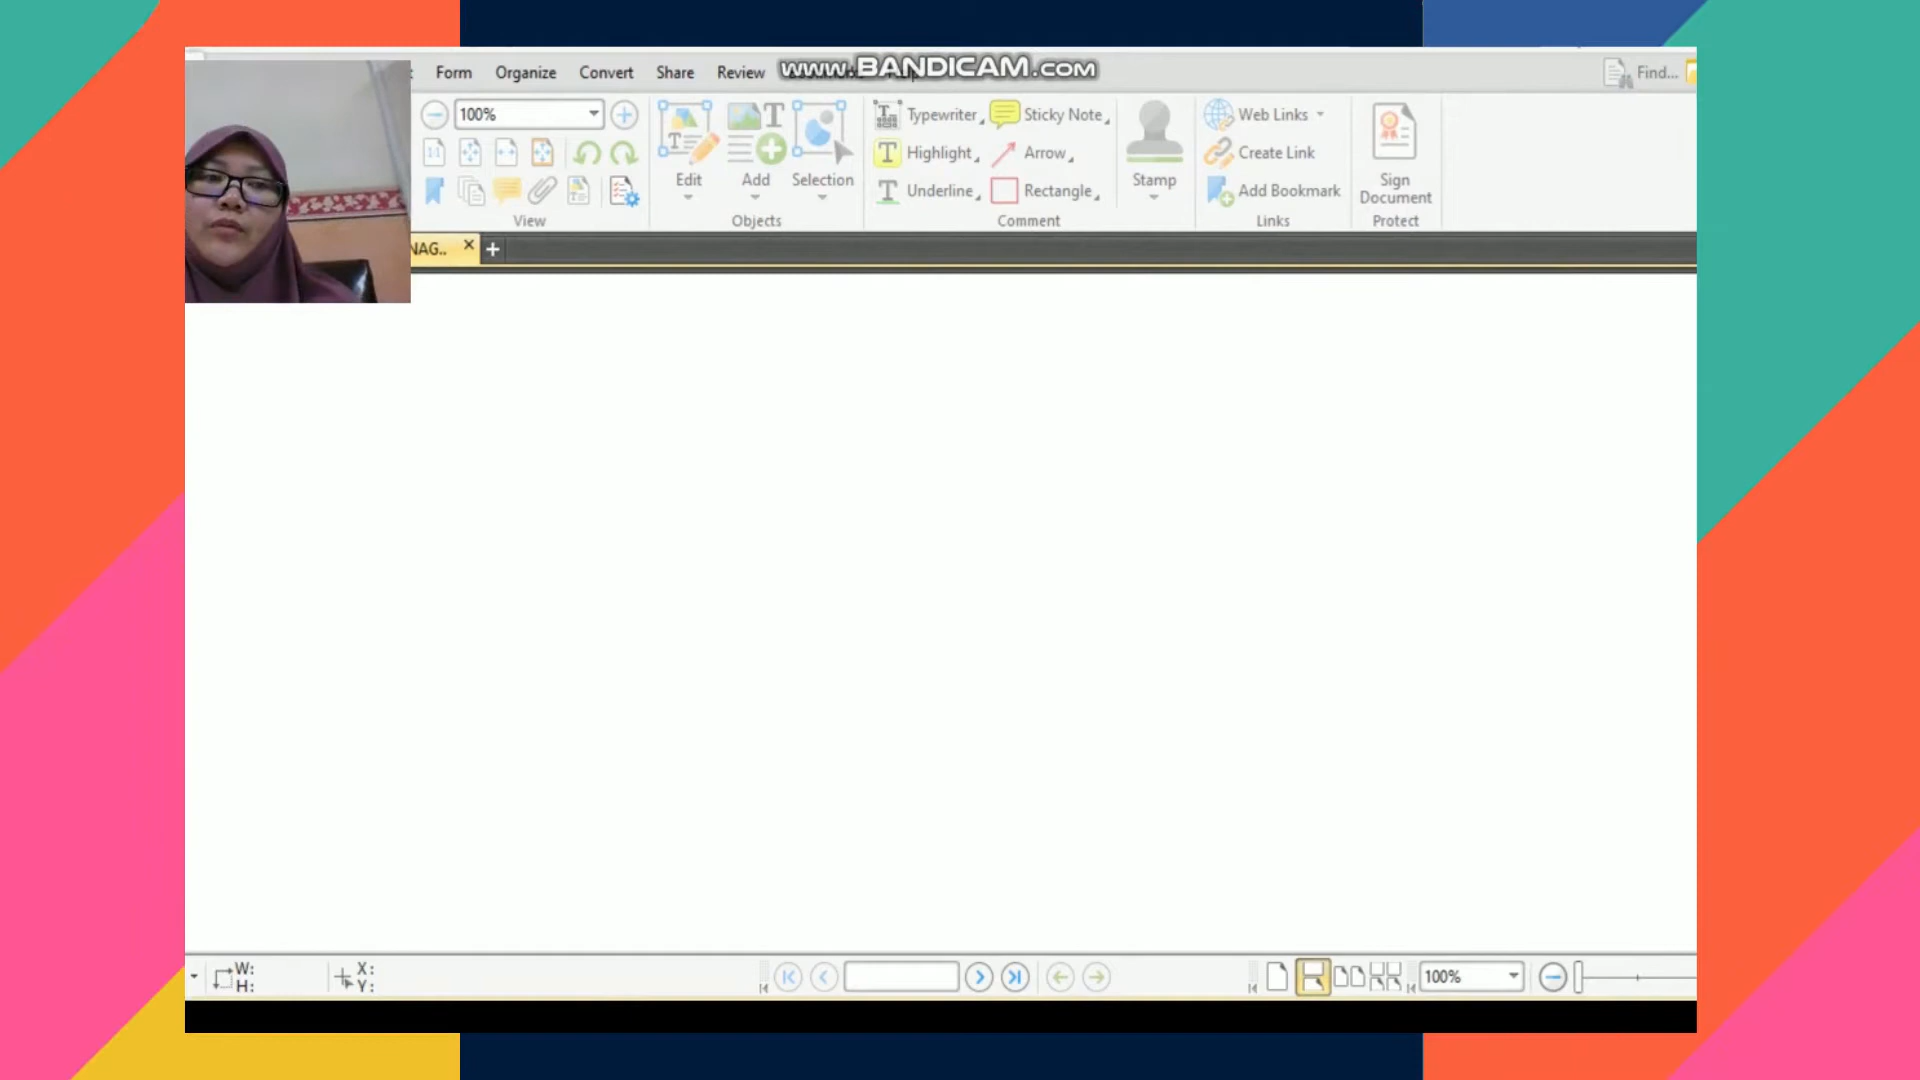 www.BANDICAM.com
Form Organize Convert Share Review Find...
100% Typewriter Sticky Note Web Links
Highlight Arrow Create Link
Edit Add Selection Stamp Sign Document
Underline Rectangle Add Bookmark
View Objects Comment Links Protect
NAG.. × +
W: X: 100%
H: Y: